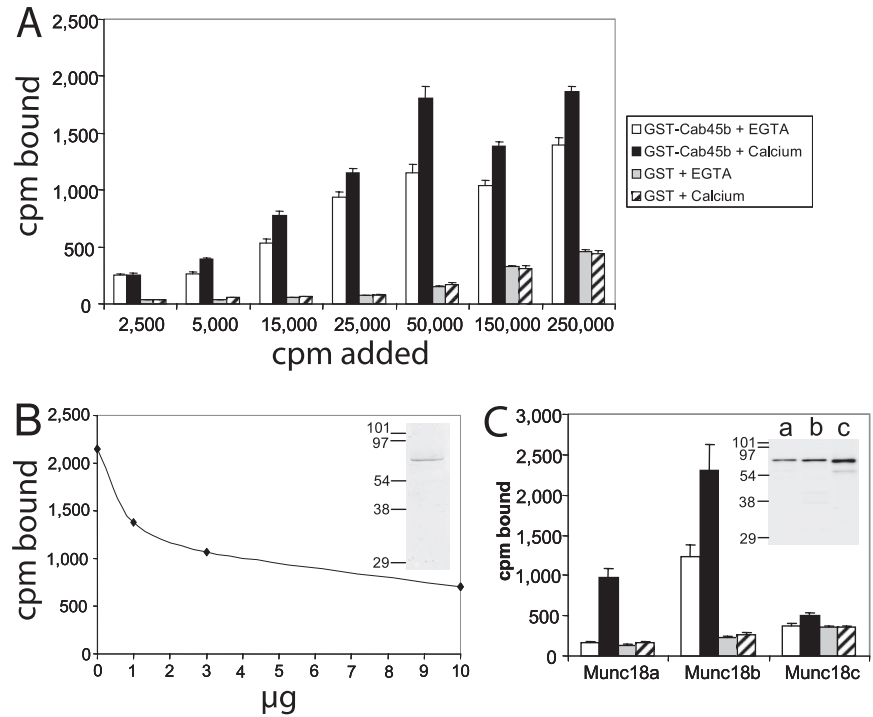 A
2,500
2,000
1,500
1,000
500
0
cpm bound
2,500 5,000 15,000 25,000 50,000 150,000 250,000
cpm added
GST-Cab45b + EGTA
GST-Cab45b + Calcium
GST + EGTA
GST + Calcium
B
2,500
2,000
1,500
1,000
500
0
cpm bound
0 1 2 3 4 5 6 7 8 9 10
µg
101
97
54
38
29
C
3,000
2,500
2,000
1,500
1,000
500
0
cpm bound
Munc18a Munc18b Munc18c
a b c
101
97
54
38
29